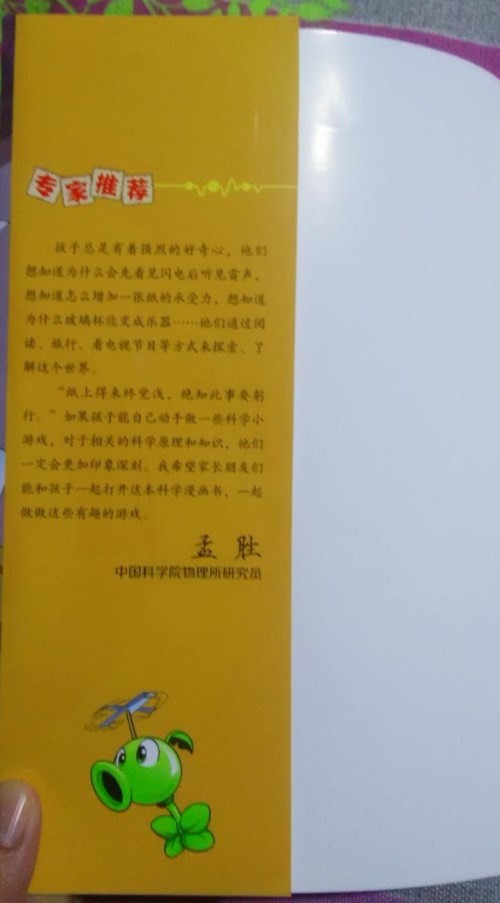 专家推荐
孩子总是有着强烈的好奇心，他们
想知道为什么会先看见闪电后听见雷声，
想知道怎么增加一张纸的承受力，想知道
为什么玻璃杯能变成乐器……他们通过阅
读、旅行、看电视节目等方式来探索、了
解这个世界。
“纸上得来终觉浅，绝知此事要躬
行。”如果孩子能自己动手做一些科学小
游戏，对于相关的科学原理和知识，他们
一定会更加印象深刻。我希望家长朋友们
能和孩子一起打开这本科学漫画书，一起
做做这些有趣的游戏。
孟胜
中国科学院物理所研究员